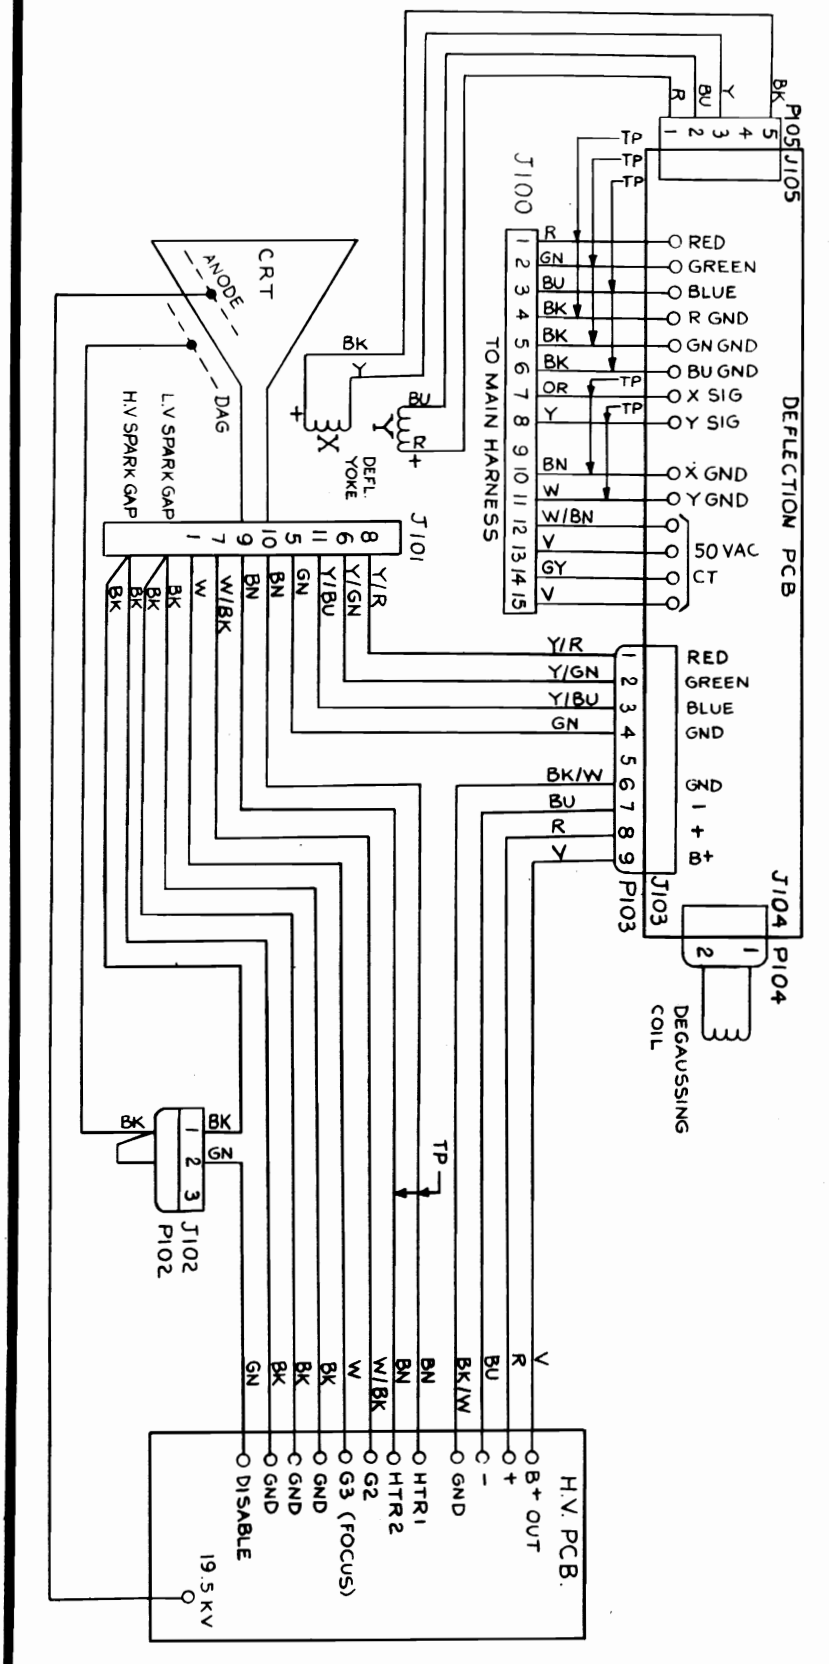 BK
Y
BU
R
P105
J105
1 2 3 4 5
TP
TP
TP
J100
R
1
RED
GN
2
GREEN
BU
3
BLUE
BK
4
R GND
BK
5
GN GND
BK
6
BU GND
OR
7
TP
X SIG
Y
8
TP
Y SIG
9
BN
10
X GND
W
11
Y GND
W/BN
12
V
13
50 VAC
GY
14
CT
V
15
TO MAIN HARNESS
DEFLECTION PCB
CRT
ANODE
DAG
BK
Y
+
X
BU
Y
R
+
DEFL.
YOKE
H.V SPARK GAP
L.V SPARK GAP
1 7 9 10 5 11 6 8
J101
BK
BK
BK
BK
W
W/BK
BN
BN
GN
Y/BU
Y/GN
Y/R
Y/R
1
RED
Y/GN
2
GREEN
Y/BU
3
BLUE
GN
4
GND
5
BK/W
6
GND
BU
7
-
R
8
+
V
9
B+
P103
J103
J104
P104
2 1
DEGAUSSING
COIL
BK
1
BK
2
GN
3
J102
P102
TP
GN
BK
BK
BK
W
W/BK
BN
BN
BK/W
BU
R
V
H.V. PCB.
B+ OUT
+
-
GND
HTR1
HTR2
G2
G3 (FOCUS)
GND
GND
GND
DISABLE
19.5 KV